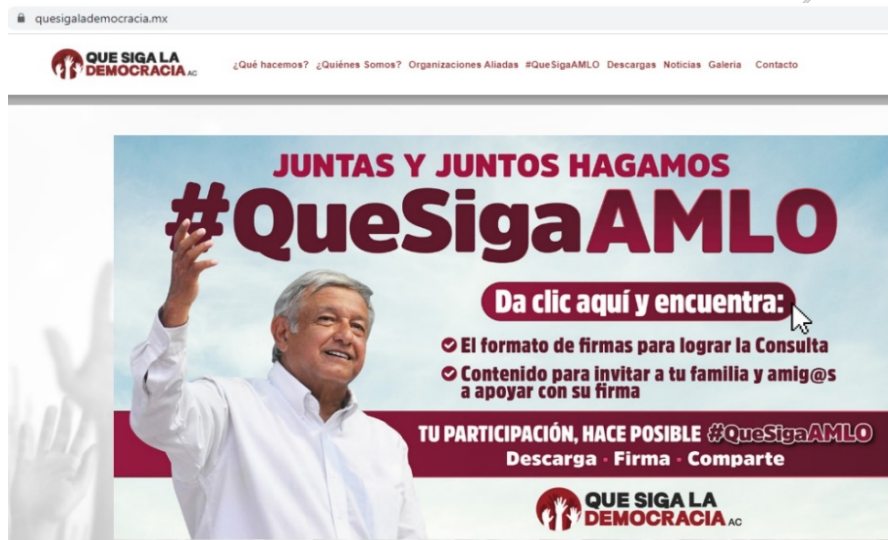 quesigalademocracia.mx
QUE SIGA LA
DEMOCRACIA AC
¿Qué hacemos? ¿Quiénes Somos? Organizaciones Aliadas #QueSigaAMLO Descargas Noticias Galeria Contacto
JUNTAS Y JUNTOS HAGAMOS
#QueSigaAMLO
Da clic aquí y encuentra:
El formato de firmas para lograr la Consulta
Contenido para invitar a tu familia y amig@s
a apoyar con su firma
TU PARTICIPACIÓN, HACE POSIBLE #QueSigaAMLO
Descarga · Firma · Comparte
QUE SIGA LA
DEMOCRACIA AC